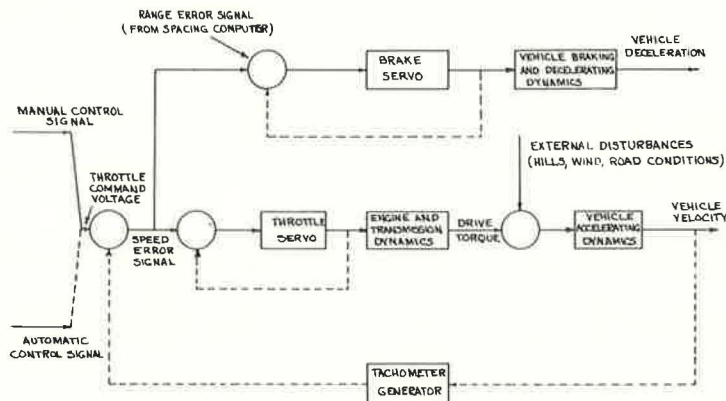 RANGE ERROR SIGNAL
(FROM SPACING COMPUTER)
BRAKE
SERVO
VEHICLE BRAKING
AND DECELERATING
DYNAMICS
VEHICLE
DECELERATION
MANUAL CONTROL
SIGNAL
THROTTLE
COMMAND
VOLTAGE
SPEED
ERROR
SIGNAL
THROTTLE
SERVO
ENGINE AND
TRANSMISSION
DYNAMICS
DRIVE
TORQUE
EXTERNAL DISTURBANCES
(HILLS, WIND, ROAD CONDITIONS)
VEHICLE
ACCELERATING
DYNAMICS
VEHICLE
VELOCITY
AUTOMATIC
CONTROL SIGNAL
TACHOMETER
GENERATOR